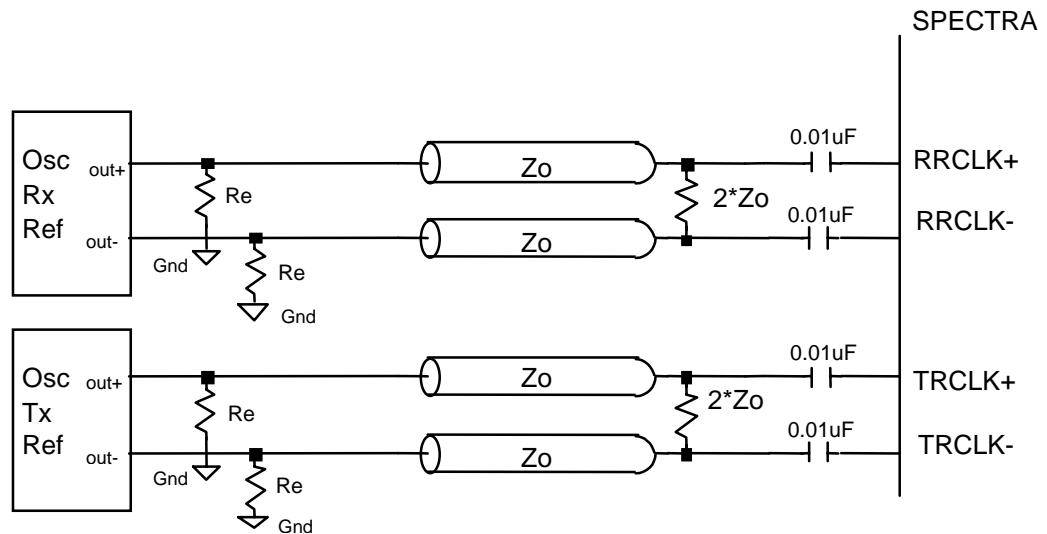 SPECTRA
0.01uF
Osc out+ Zo RRCLK+
Rx Re 2*Zo
Ref out- 0.01uF
Zo RRCLK-
Gnd Re
Gnd
0.01uF
Osc out+ Zo TRCLK+
Tx Re 2*Zo
Ref out- 0.01uF
Zo TRCLK-
Gnd Re
Gnd